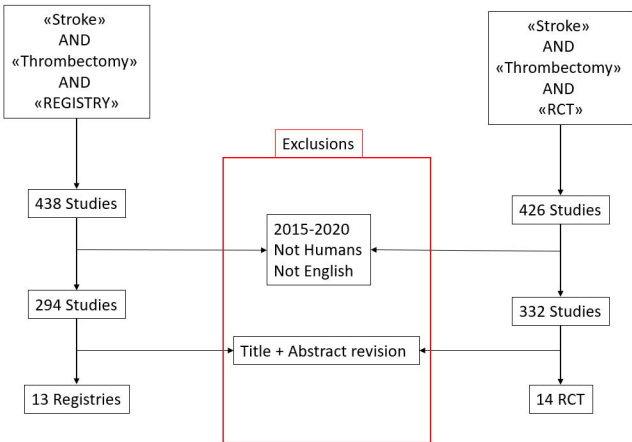 «Stroke»
AND
«Thrombectomy»
AND
«REGISTRY»
438 Studies
294 Studies
13 Registries
Exclusions
2015-2020
Not Humans
Not English
Title + Abstract revision
«Stroke»
AND
«Thrombectomy»
AND
«RCT»
426 Studies
332 Studies
14 RCT